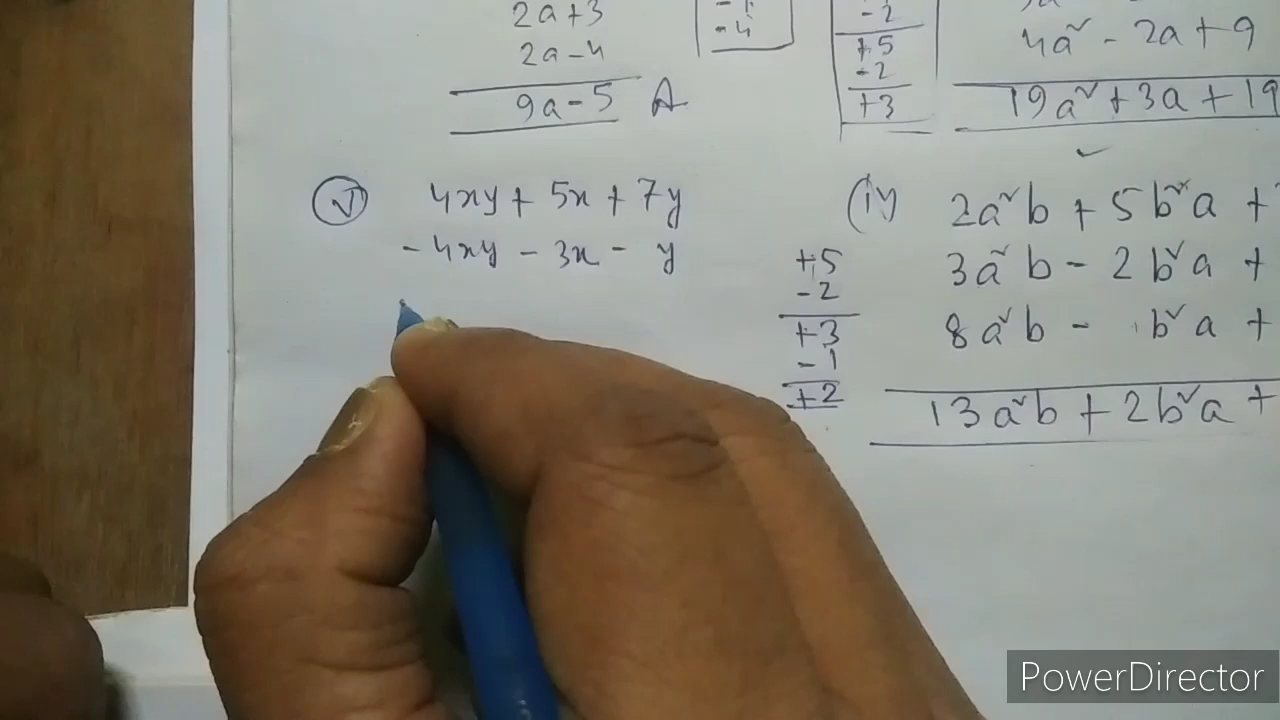 2a+3
2a-4
9a-5 A
-4
-2
+5
-2
+3
4a² - 2a + 9
19a² + 3a + 19
(V) 4xy + 5x + 7y
- 4xy - 3x - y
(iv) 2a²b + 5b²a +
3a²b - 2b²a +
8a²b - b²a +
13a²b + 2b²a +
+5
-2
+3
-1
+2
PowerDirector